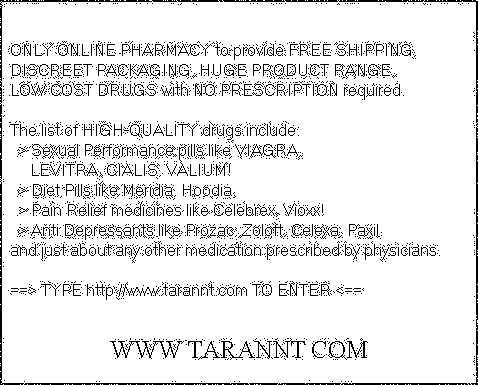 ONLY ONLINE PHARMACY to provide FREE SHIPPING,
DISCREET PACKAGING, HUGE PRODUCT RANGE,
LOW-COST DRUGS with NO PRESCRIPTION required.
The list of HIGH-QUALITY drugs include:
> Sexual Performance pills like VIAGRA,
LEVITRA, CIALIS, VALIUM!
> Diet Pills like Meridia, Hoodia,
> Pain Relief medicines like Celebrex, Vioxx!
> Anti Depressants like Prozac, Zoloft, Celexa, Paxil
and just about any other medication prescribed by physicians.
==> TYPE http://www.tarannt.com TO ENTER <==
WWW TARANNT COM